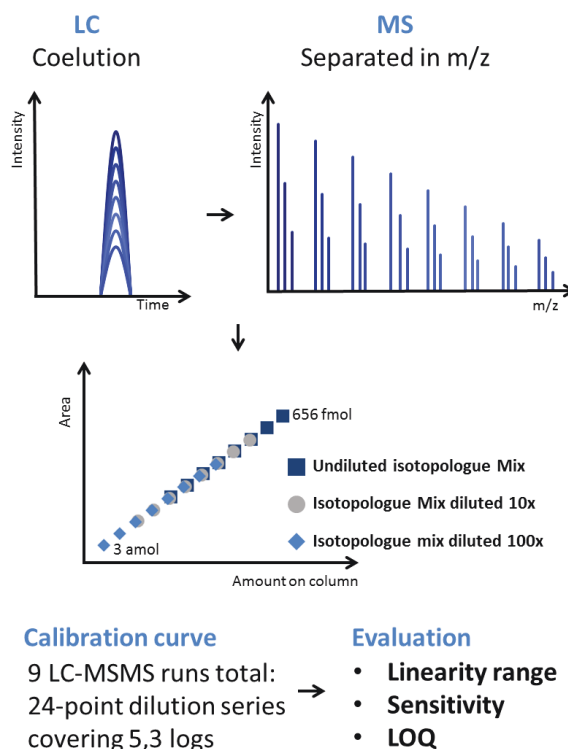 LC
Coelution
Intensity
Time
MS
Separated in m/z
Intensity
m/z
Area
656 fmol
Undiluted isotopologue Mix
Isotopologue Mix diluted 10x
Isotopologue mix diluted 100x
3 amol
Amount on column
Calibration curve
9 LC-MSMS runs total:
24-point dilution series
covering 5,3 logs
Evaluation
• Linearity range
• Sensitivity
• LOQ